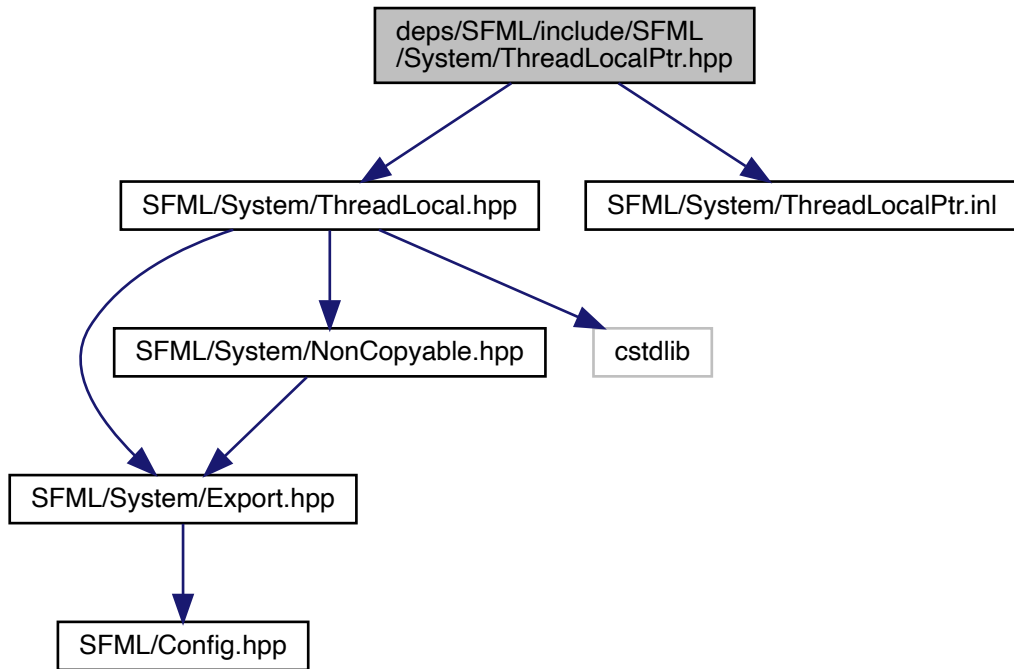 deps/SFML/include/SFML
/System/ThreadLocalPtr.hpp
SFML/System/ThreadLocal.hpp
SFML/System/ThreadLocalPtr.inl
SFML/System/NonCopyable.hpp
cstdlib
SFML/System/Export.hpp
SFML/Config.hpp